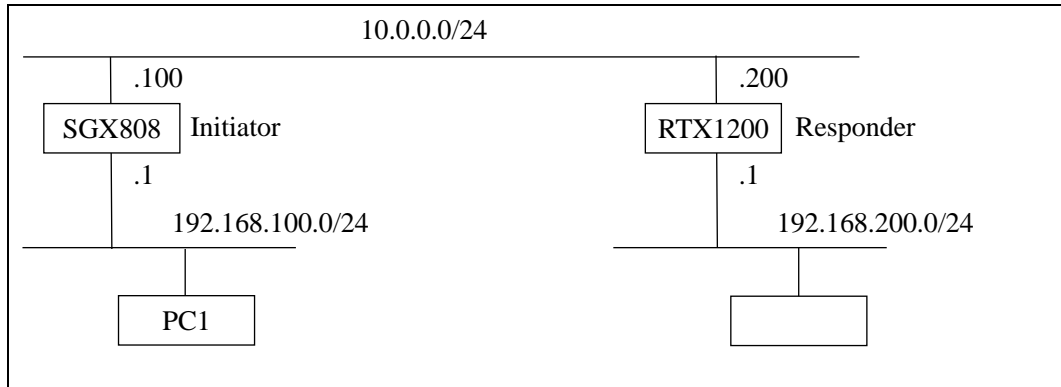 10.0.0.0/24
.100
.200
SGX808
Initiator
RTX1200
Responder
.1
.1
192.168.100.0/24
192.168.200.0/24
PC1